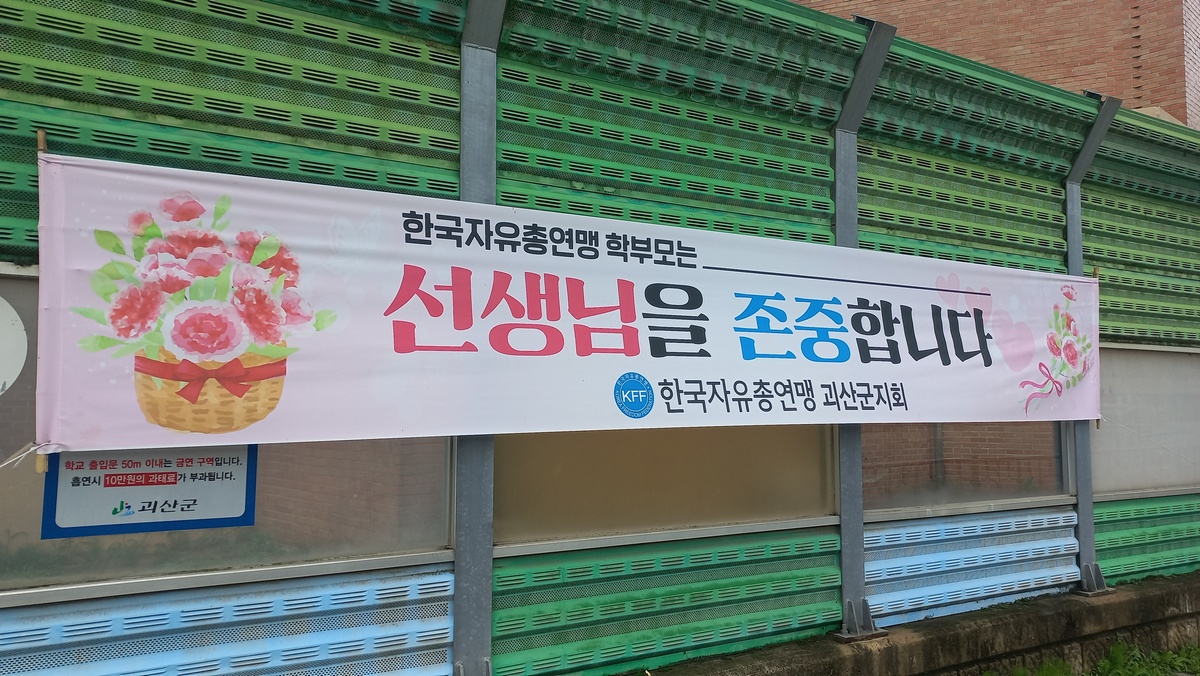 한국자유총연맹 학부모는
선생님을 존중합니다
KFF
한국자유총연맹 괴산군지회
학교 출입문 50m 이내는 금연 구역입니다.
흡연시 10만원의 과태료가 부과됩니다.
괴산군